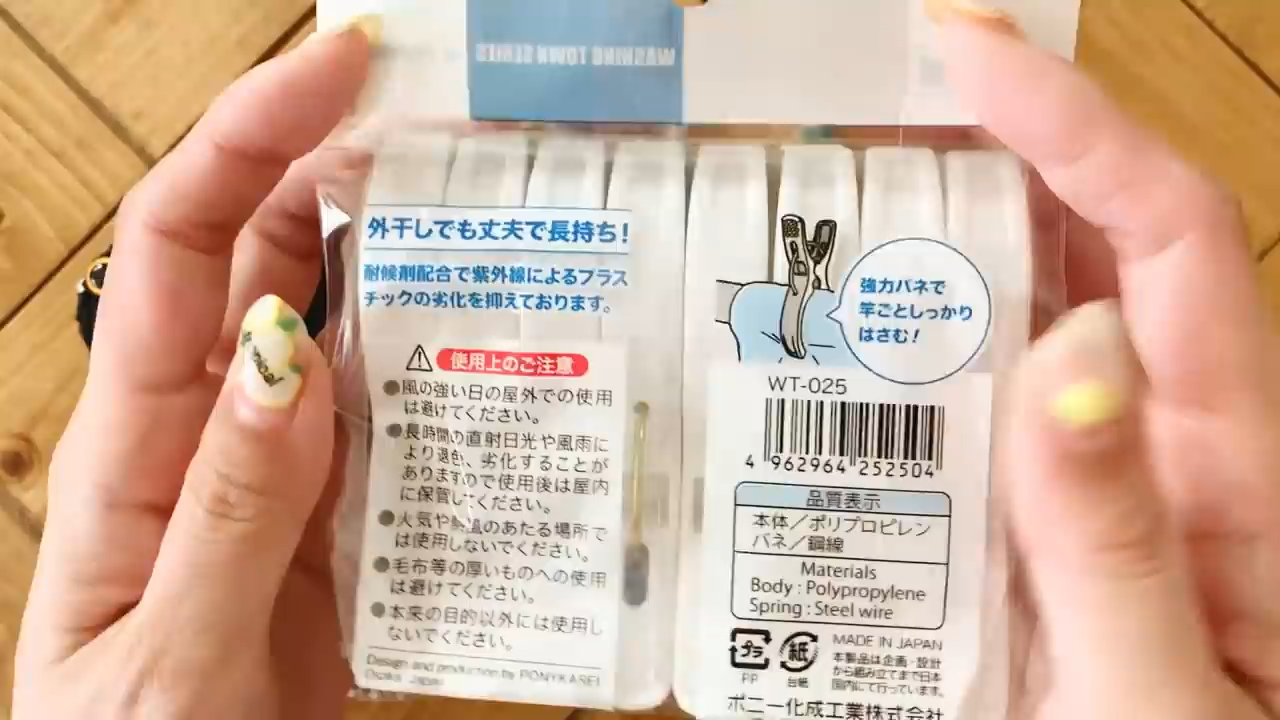 WASHING TOWN SERIES
外干しでも丈夫で長持ち!
耐候剤配合で紫外線によるプラス
チックの劣化を抑えております。
使用上のご注意
●風の強い日の屋外での使用
は避けてください。
●長時間の直射日光や風雨に
より退色、劣化することが
ありますので使用後は屋内
に保管してください。
●火気や熱温のあたる場所で
は使用しないでください。
●毛布等の厚いものへの使用
は避けてください。
●本来の目的以外には使用し
ないでください。
Design and production by PONYKASEI
Osaka Japan
強力バネで
竿ごとしっかり
はさむ!
WT-025
4 962964 252504
品質表示
本体/ポリプロピレン
バネ/鋼線
Materials
Body : Polypropylene
Spring : Steel wire
プラ
PP
紙
台紙
MADE IN JAPAN
本製品は企画・設計
から組み立てまで日本
国内にて行っています。
ポニー化成工業株式会社